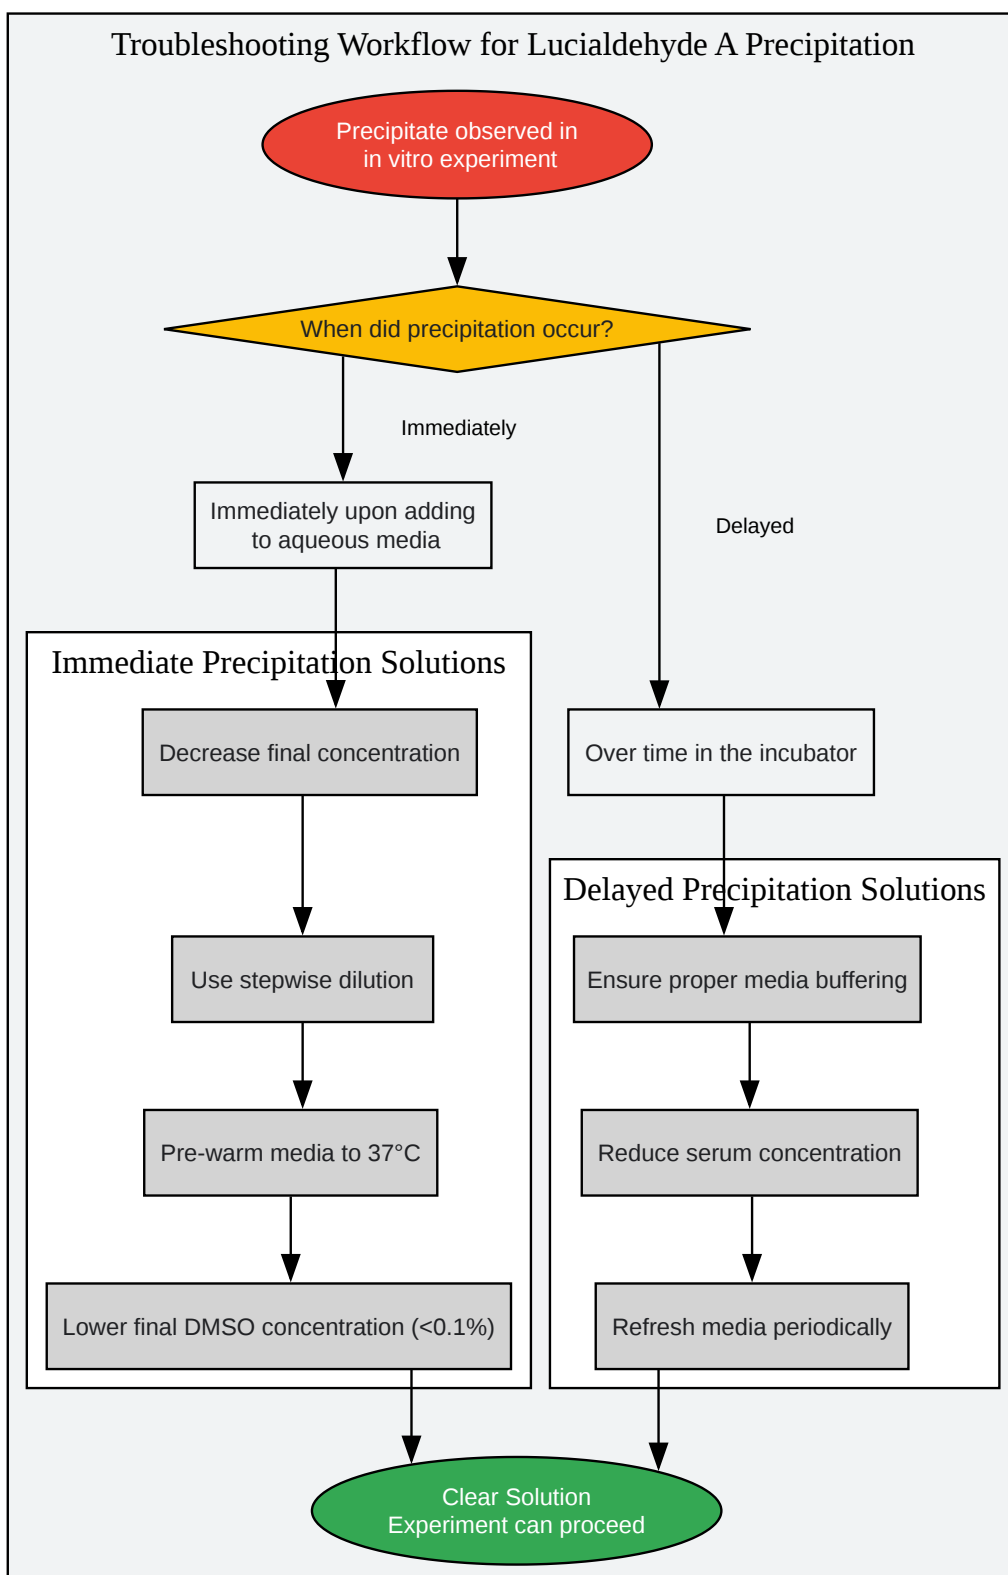 Troubleshooting Workflow for Lucialdehyde A Precipitation
Precipitate observed in
in vitro experiment
When did precipitation occur?
Immediately
Immediately upon adding
to aqueous media
Delayed
Immediate Precipitation Solutions
Decrease final concentration
Use stepwise dilution
Pre-warm media to 37°C
Lower final DMSO concentration (<0.1%)
Over time in the incubator
Delayed Precipitation Solutions
Ensure proper media buffering
Reduce serum concentration
Refresh media periodically
Clear Solution
Experiment can proceed